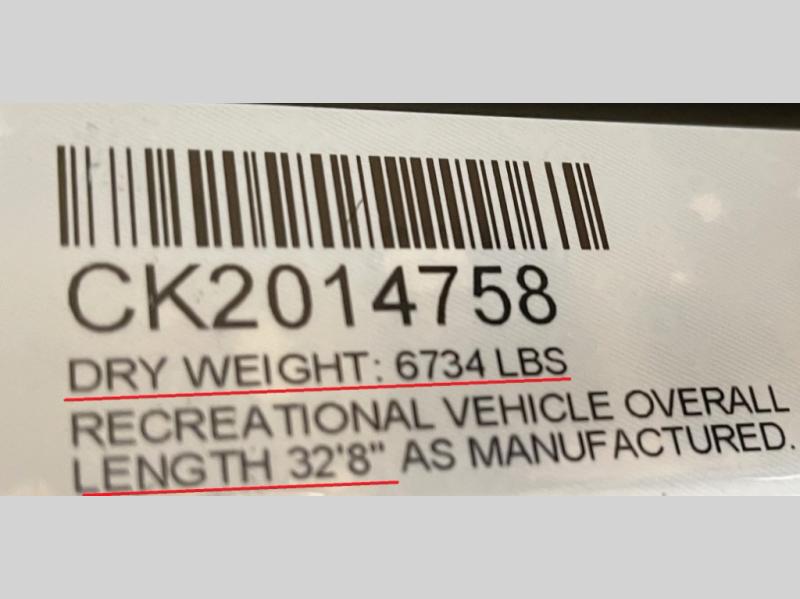 CK2014758
DRY WEIGHT: 6734 LBS
RECREATIONAL VEHICLE OVERALL
LENGTH 32'8" AS MANUFACTURED.